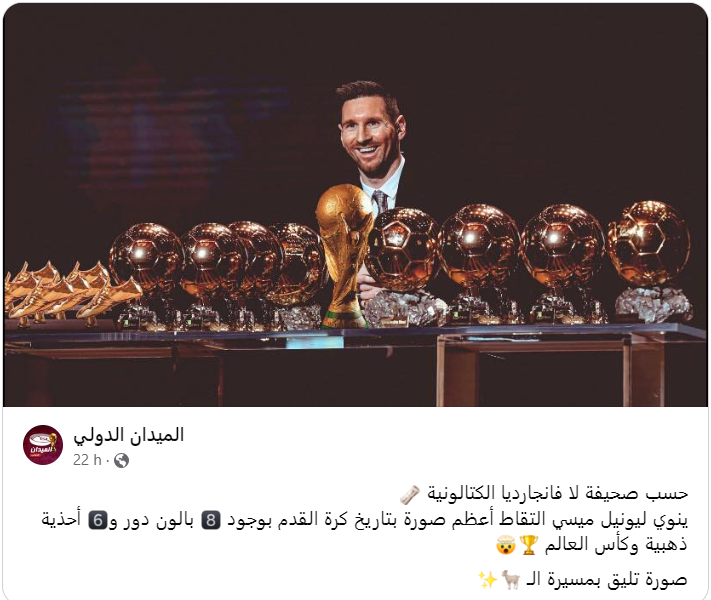 الميدان الدولي
22 h ·
حسب صحيفة لا فانجارديا الكتالونية 🗞️
ينوي ليونيل ميسي التقاط أعظم صورة بتاريخ كرة القدم بوجود 8️⃣ بالون دور و6️⃣ أحذية
ذهبية وكأس العالم 🏆🤯
صورة تليق بمسيرة الـ 🐐✨